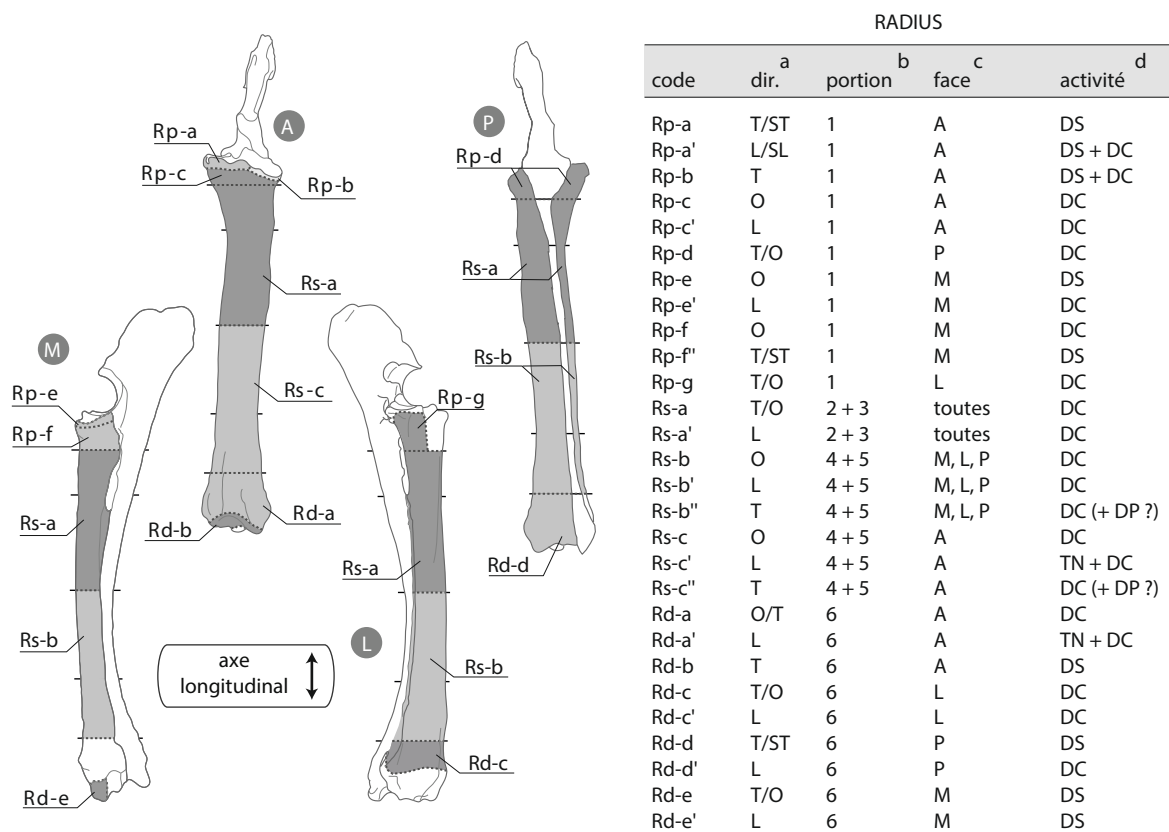 A
Rp-a
Rp-c
Rp-b
Rs-a
Rs-c
Rd-b
Rd-a
P
Rp-d
Rs-a
Rs-b
Rd-d
M
Rp-e
Rp-f
Rs-a
Rs-b
Rd-e
axe
longitudinal
L
Rp-g
Rs-a
Rs-b
Rd-c
RADIUS
code dir. a portion b face c activité d
Rp-a T/ST 1 A DS
Rp-a' L/SL 1 A DS + DC
Rp-b T 1 A DS + DC
Rp-c O 1 A DC
Rp-c' L 1 A DC
Rp-d T/O 1 P DC
Rp-e O 1 M DS
Rp-e' L 1 M DC
Rp-f O 1 M DC
Rp-f" T/ST 1 M DS
Rp-g T/O 1 L DC
Rs-a T/O 2 + 3 toutes DC
Rs-a' L 2 + 3 toutes DC
Rs-b O 4 + 5 M, L, P DC
Rs-b' L 4 + 5 M, L, P DC
Rs-b" T 4 + 5 M, L, P DC (+ DP ?)
Rs-c O 4 + 5 A DC
Rs-c' L 4 + 5 A TN + DC
Rs-c" T 4 + 5 A DC (+ DP ?)
Rd-a O/T 6 A DC
Rd-a' L 6 A TN + DC
Rd-b T 6 A DS
Rd-c T/O 6 L DC
Rd-c' L 6 L DC
Rd-d T/ST 6 P DS
Rd-d' L 6 P DC
Rd-e T/O 6 M DS
Rd-e' L 6 M DS